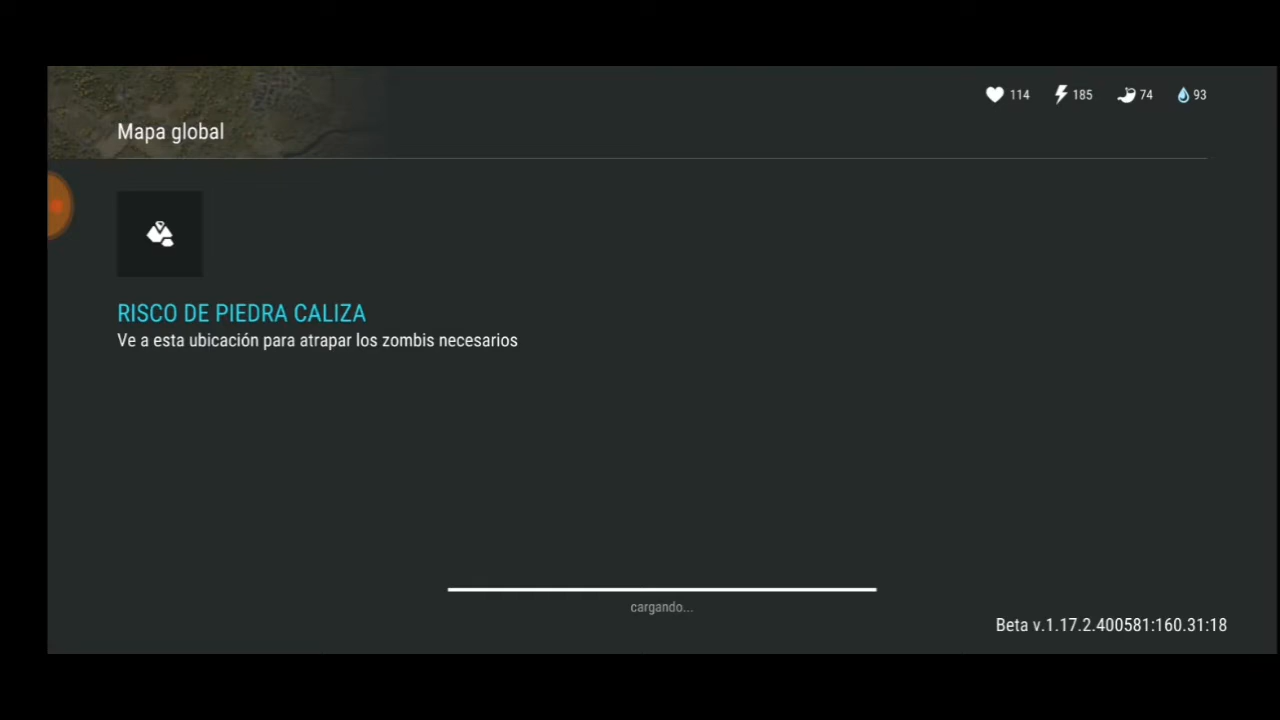 114 185 74 93
Mapa global
RISCO DE PIEDRA CALIZA
Ve a esta ubicación para atrapar los zombis necesarios
cargando...
Beta v.1.17.2.400581:160.31:18